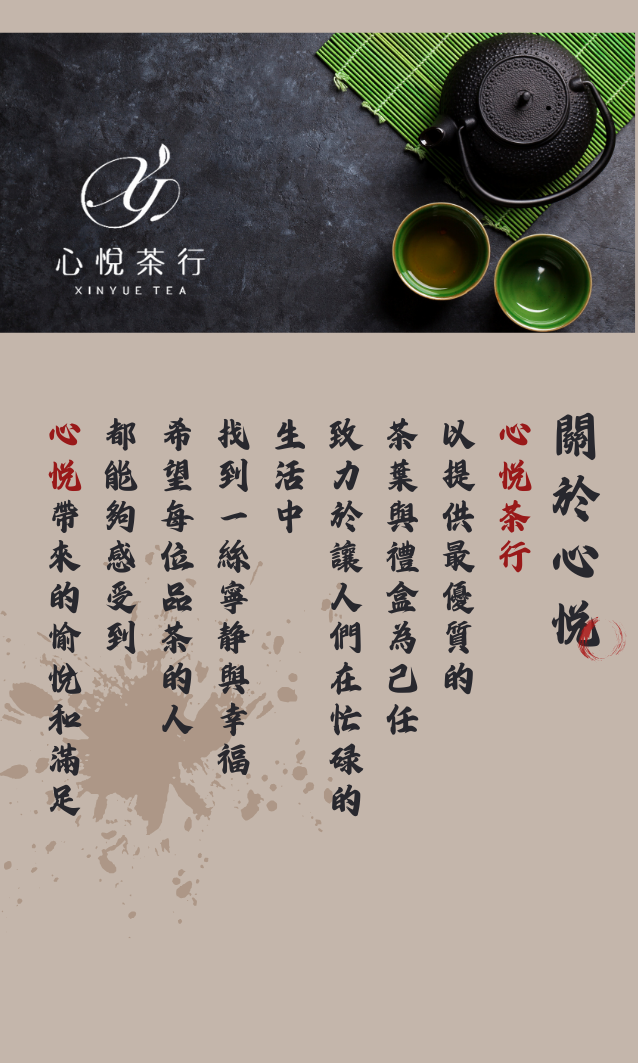 心悅茶行
XINYUE TEA
關於心悅
心悅茶行
以提供最優質的
茶葉與禮盒為己任
致力於讓人們在忙碌的
生活中
找到一絲寧静與幸福
希望每位品茶的人
都能夠感受到
心悅帶來的愉悅和滿足